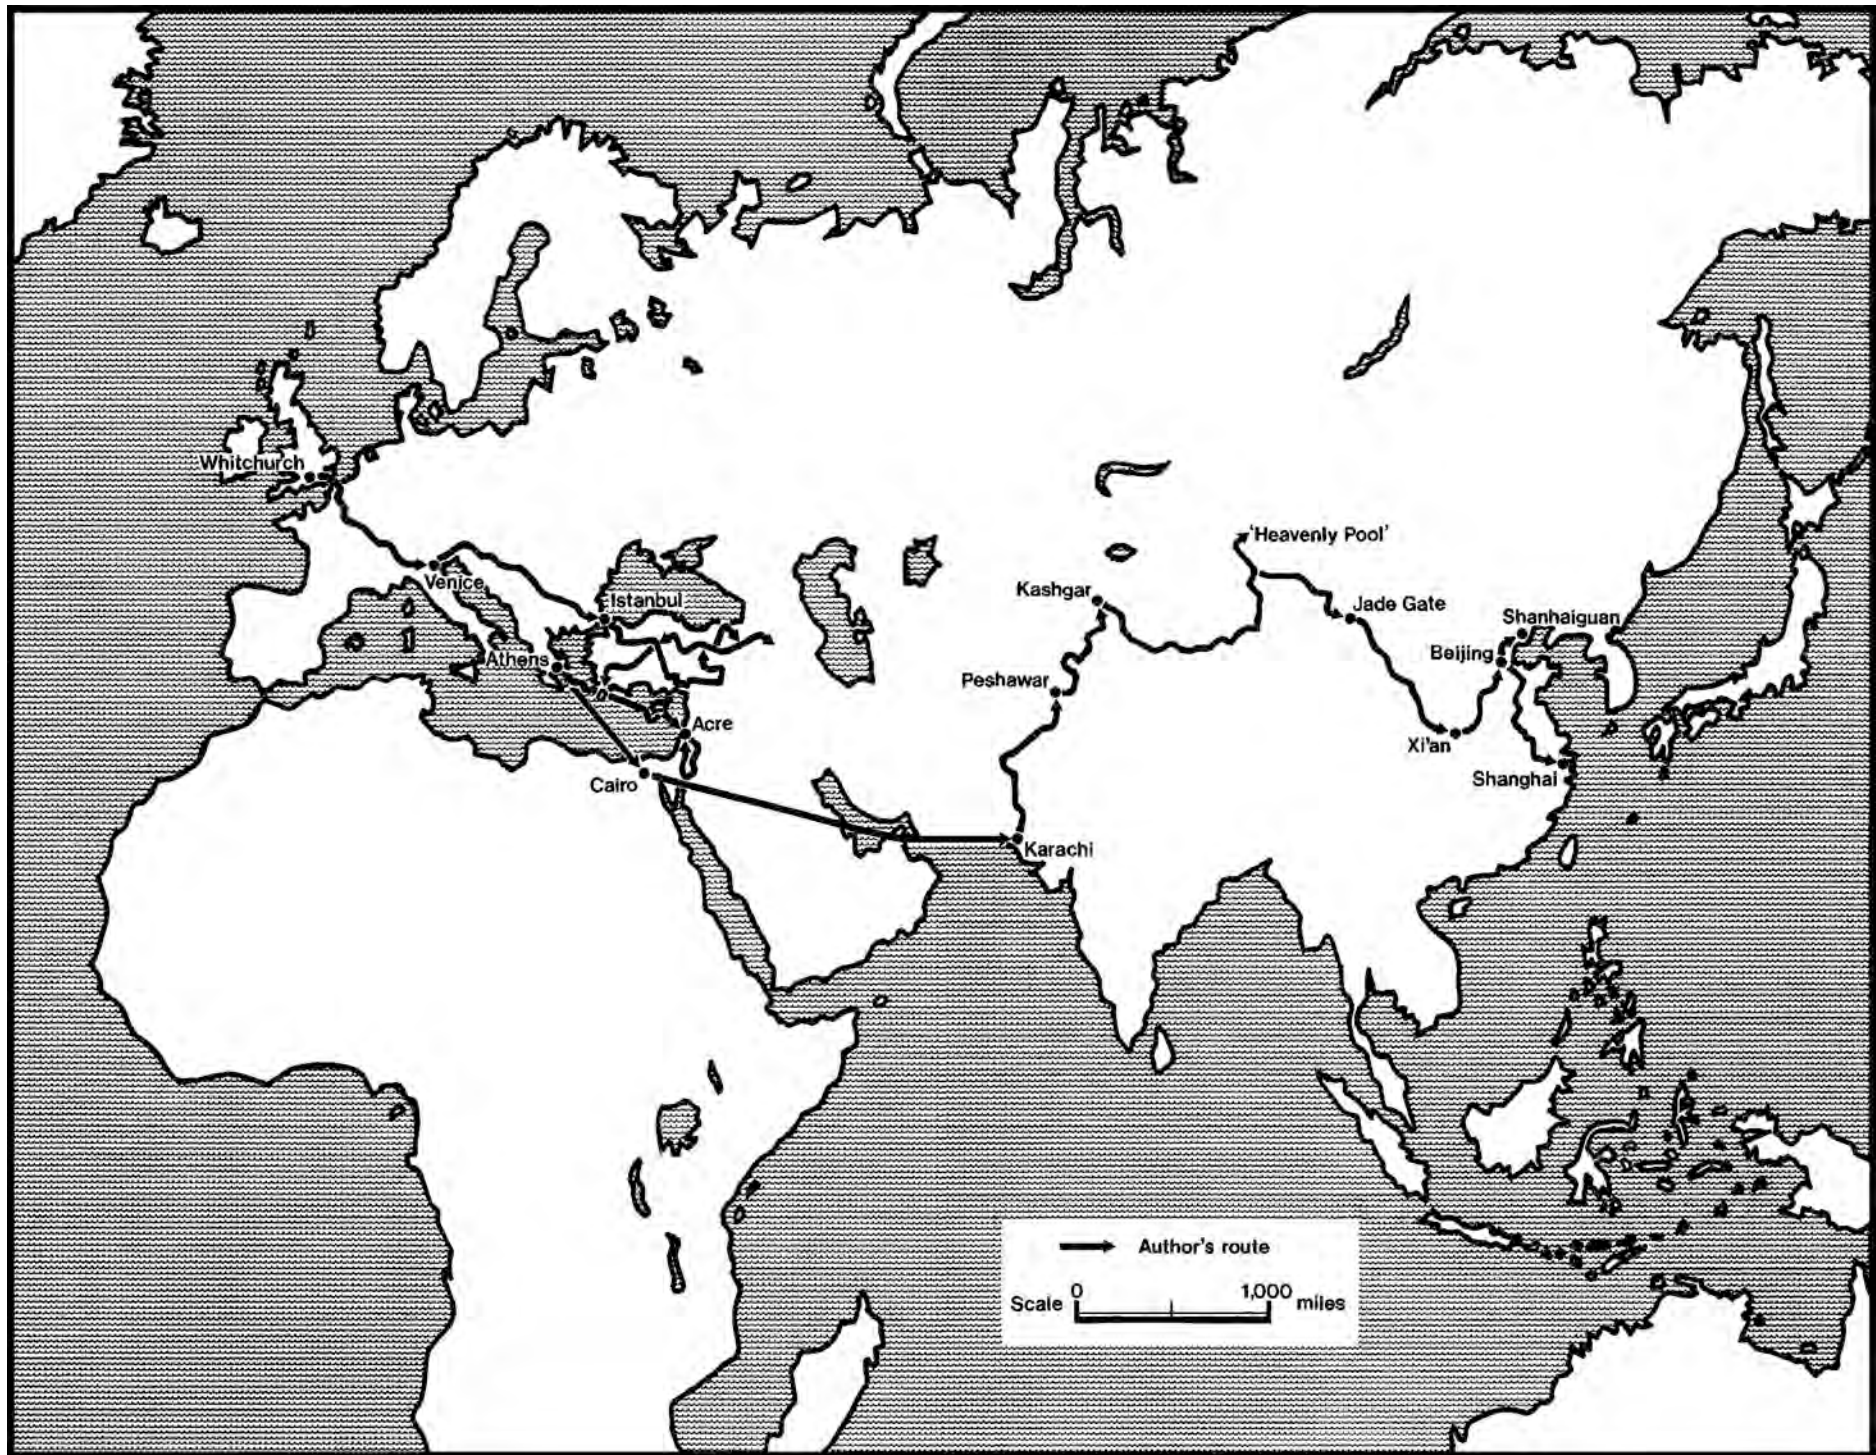 Whitchurch
'Heavenly Pool'
Venice
Kashgar
Istanbul
Jade Gate
Shanhaiguan
Athens
Beijing
Peshawar
Acre
Xi'an
Cairo
Shanghai
Karachi
Author's route
0 1,000
Scale miles